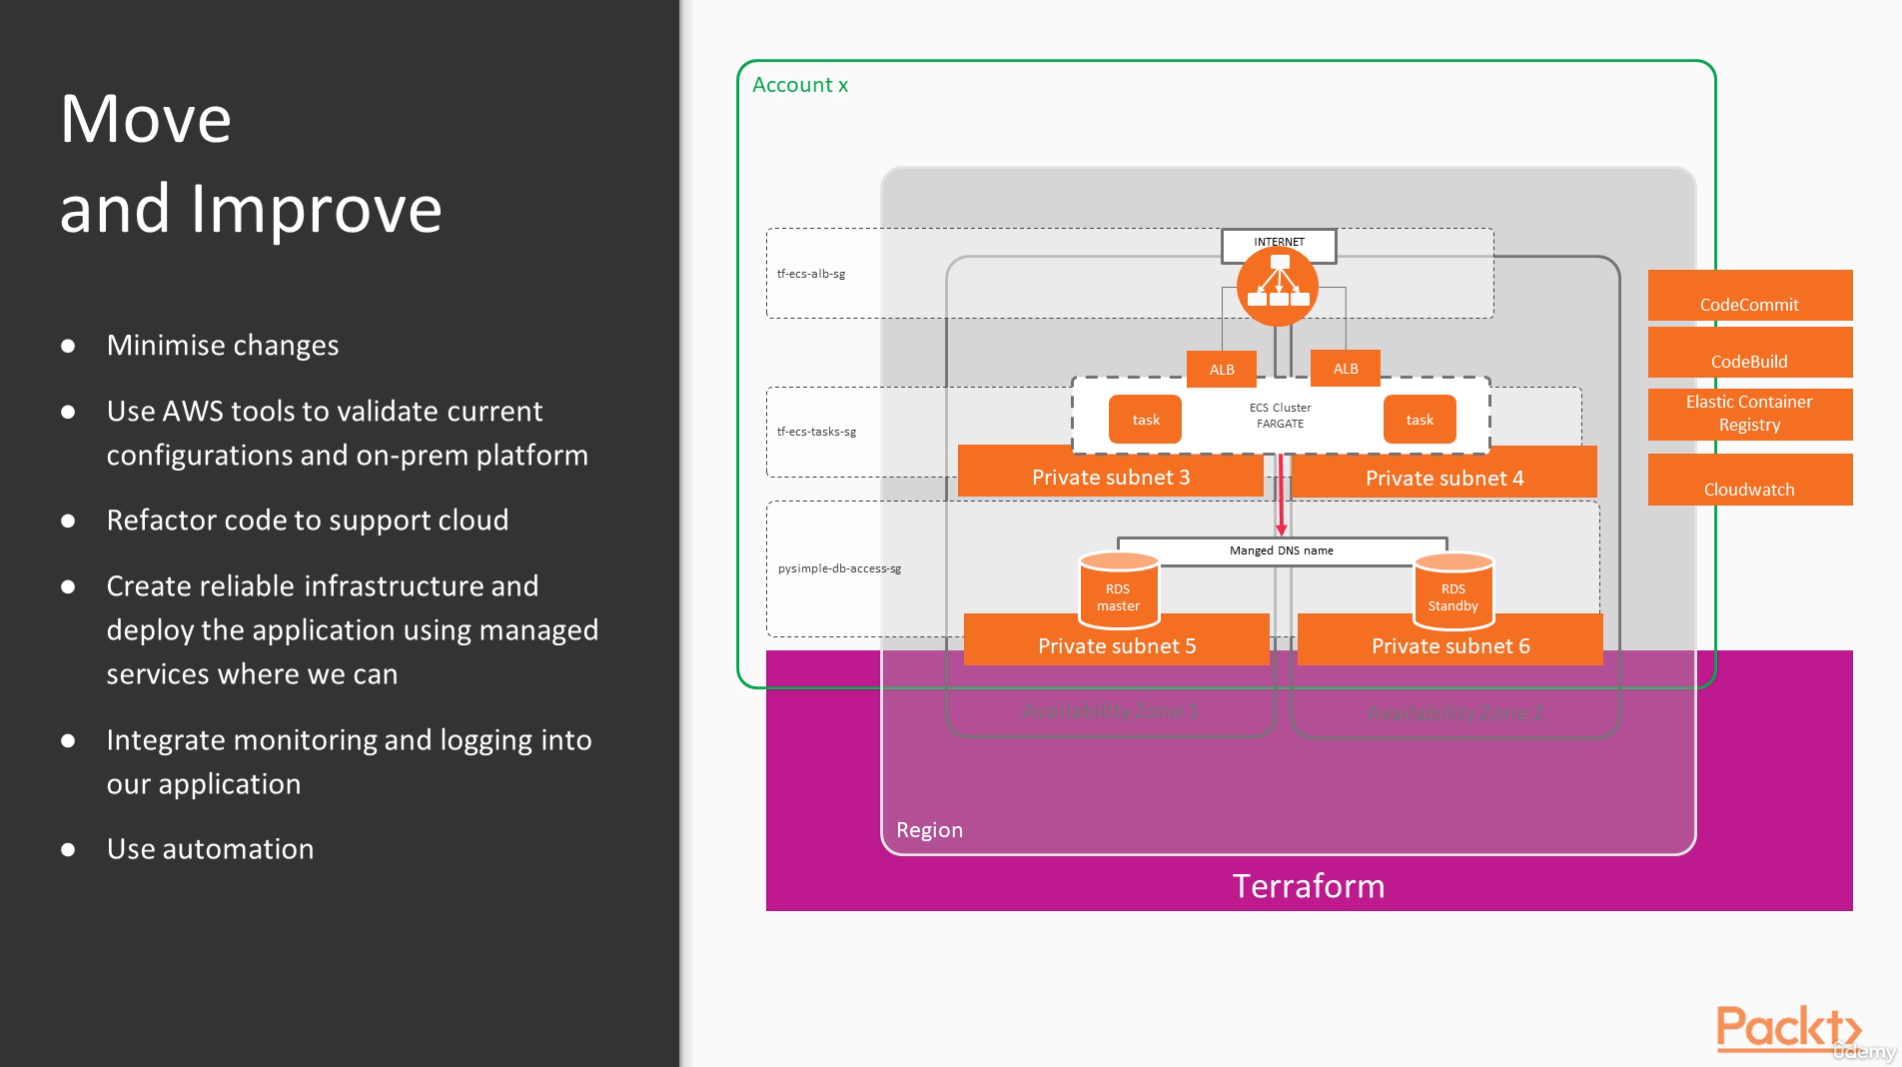 Move
and Improve
● Minimise changes
● Use AWS tools to validate current
configurations and on-prem platform
● Refactor code to support cloud
● Create reliable infrastructure and
deploy the application using managed
services where we can
● Integrate monitoring and logging into
our application
● Use automation
Account x
INTERNET
tf-ecs-alb-sg
ALB
ALB
tf-ecs-tasks-sg
task
ECS Cluster
FARGATE
task
Private subnet 3
Private subnet 4
Manged DNS name
pysimple-db-access-sg
RDS
master
RDS
Standby
Private subnet 5
Private subnet 6
Availability Zone 1
Availability Zone 2
Region
Terraform
CodeCommit
CodeBuild
Elastic Container
Registry
Cloudwatch
Packt
ûdemy